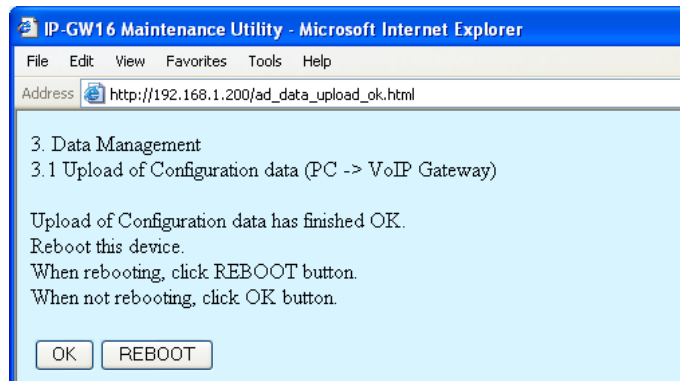 IP-GW16 Maintenance Utility - Microsoft Internet Explorer
File Edit View Favorites Tools Help
Address http://192.168.1.200/ad_data_upload_ok.html
3. Data Management
3.1 Upload of Configuration data (PC -> VoIP Gateway)
Upload of Configuration data has finished OK.
Reboot this device.
When rebooting, click REBOOT button.
When not rebooting, click OK button.
OK REBOOT